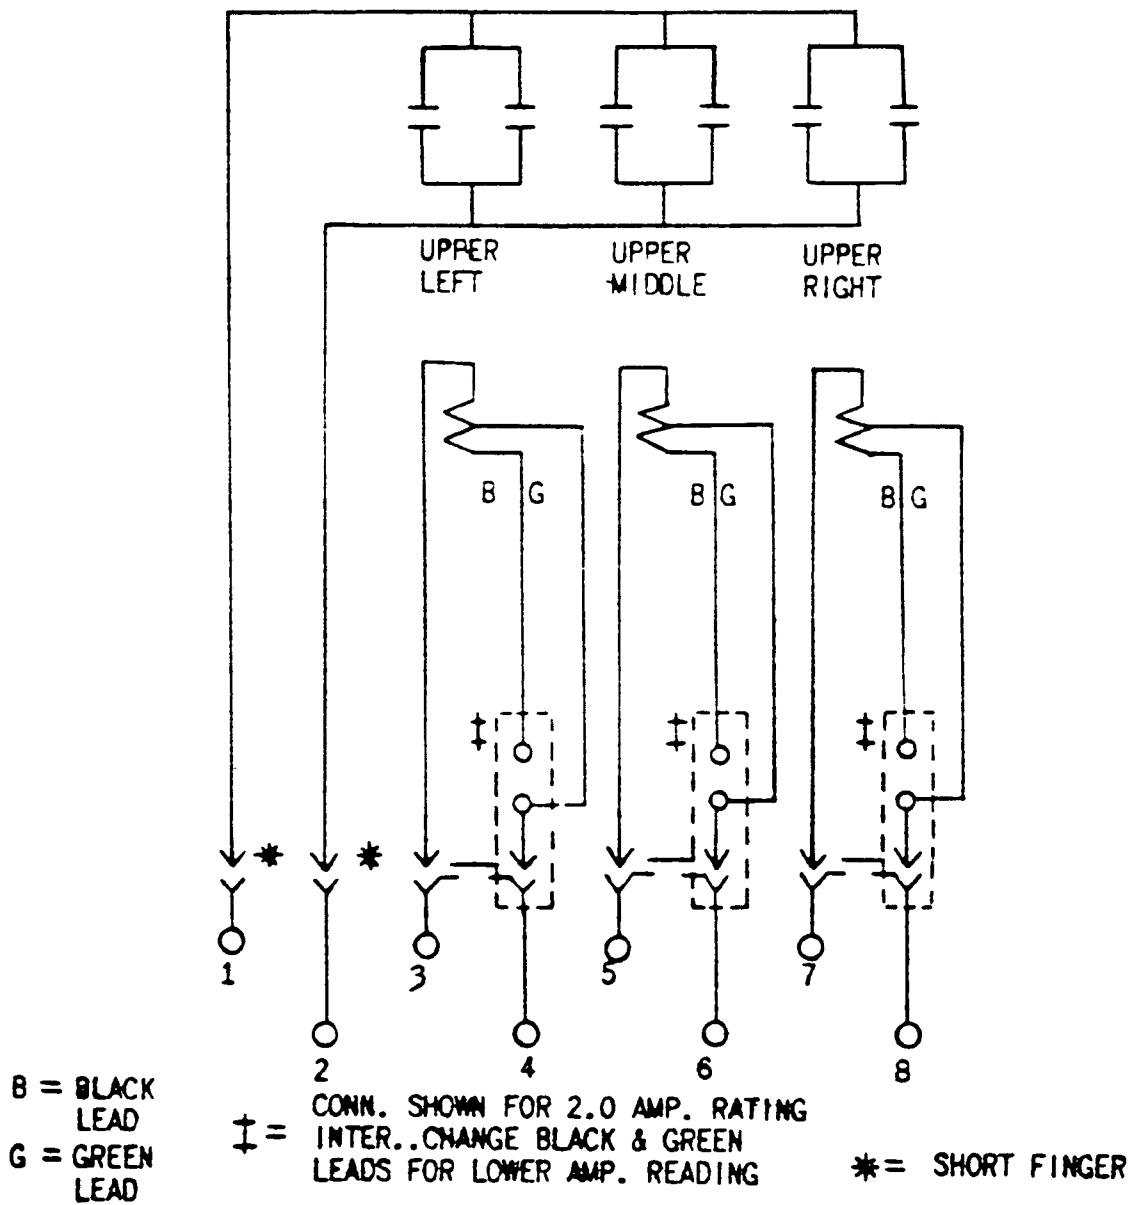 UPPER LEFT
UPPER MIDDLE
UPPER RIGHT
B G
B G
B G
‡
‡
‡
* *
1
3
5
7
2
4
6
8
B = BLACK LEAD
G = GREEN LEAD
‡ = CONN. SHOWN FOR 2.0 AMP. RATING
INTER..CHANGE BLACK & GREEN
LEADS FOR LOWER AMP. READING
* = SHORT FINGER